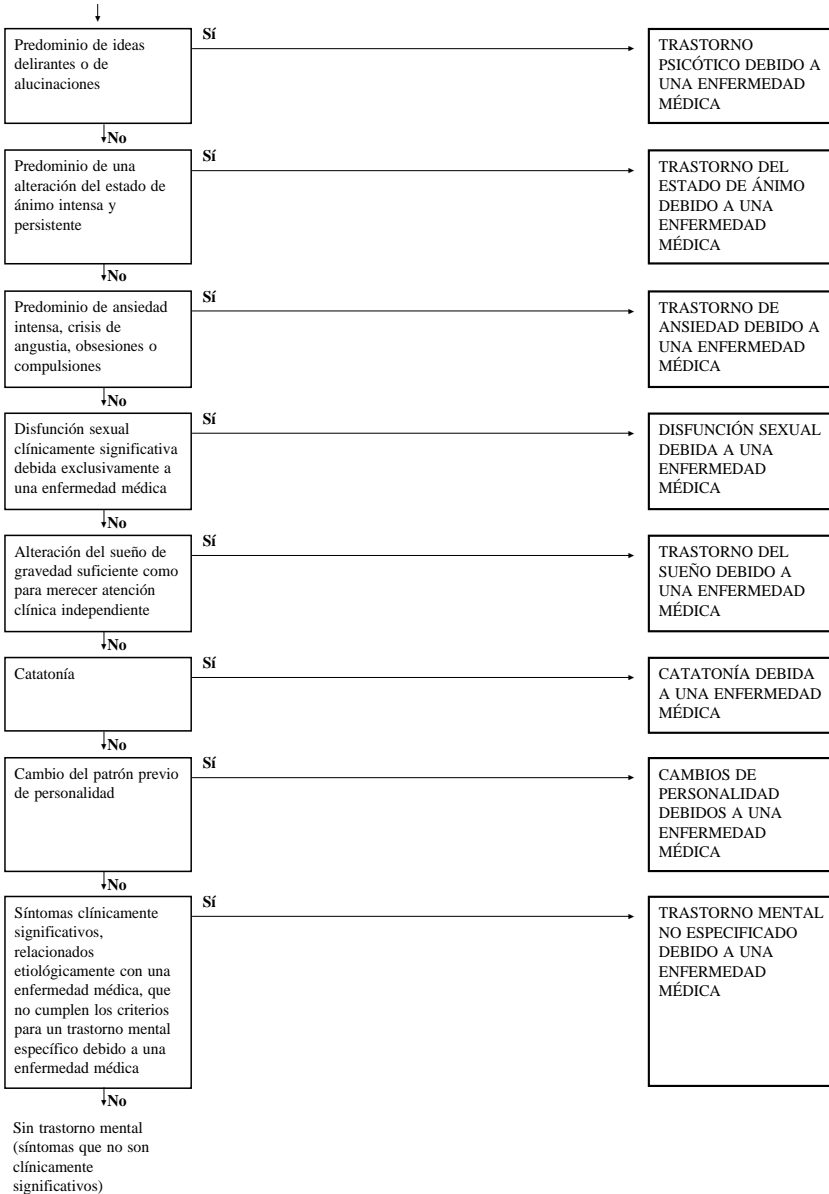 Sí
Predominio de ideas
delirantes o de
alucinaciones
TRASTORNO
PSICÓTICO DEBIDO A
UNA ENFERMEDAD
MÉDICA
No
Sí
Predominio de una
alteración del estado de
ánimo intensa y
persistente
TRASTORNO DEL
ESTADO DE ÁNIMO
DEBIDO A UNA
ENFERMEDAD
MÉDICA
No
Sí
Predominio de ansiedad
intensa, crisis de
angustia, obsesiones o
compulsiones
TRASTORNO DE
ANSIEDAD DEBIDO A
UNA ENFERMEDAD
MÉDICA
No
Sí
Disfunción sexual
clínicamente significativa
debida exclusivamente a
una enfermedad médica
DISFUNCIÓN SEXUAL
DEBIDA A UNA
ENFERMEDAD
MÉDICA
No
Sí
Alteración del sueño de
gravedad suficiente como
para merecer atención
clínica independiente
TRASTORNO DEL
SUEÑO DEBIDO A
UNA ENFERMEDAD
MÉDICA
No
Sí
Catatonía
CATATONÍA DEBIDA
A UNA ENFERMEDAD
MÉDICA
No
Sí
Cambio del patrón previo
de personalidad
CAMBIOS DE
PERSONALIDAD
DEBIDOS A UNA
ENFERMEDAD
MÉDICA
No
Sí
Síntomas clínicamente
significativos,
relacionados
etiológicamente con una
enfermedad médica, que
no cumplen los criterios
para un trastorno mental
específico debido a una
enfermedad médica
TRASTORNO MENTAL
NO ESPECIFICADO
DEBIDO A UNA
ENFERMEDAD
MÉDICA
No
Sin trastorno mental
(síntomas que no son
clínicamente
significativos)